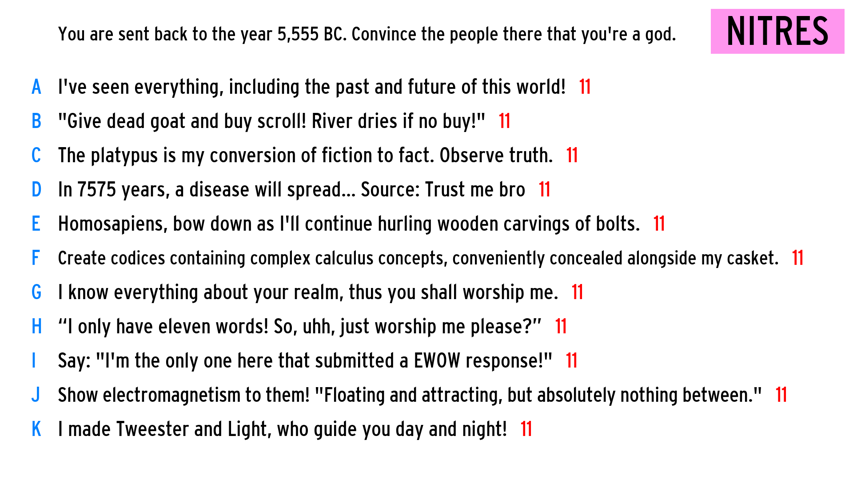 You are sent back to the year 5,555 BC. Convince the people there that you're a god.
NITRES
A I've seen everything, including the past and future of this world! 11
B "Give dead goat and buy scroll! River dries if no buy!" 11
C The platypus is my conversion of fiction to fact. Observe truth. 11
D In 7575 years, a disease will spread... Source: Trust me bro 11
E Homosapiens, bow down as I'll continue hurling wooden carvings of bolts. 11
F Create codices containing complex calculus concepts, conveniently concealed alongside my casket. 11
G I know everything about your realm, thus you shall worship me. 11
H “I only have eleven words! So, uhh, just worship me please?” 11
I Say: "I'm the only one here that submitted a EWOW response!" 11
J Show electromagnetism to them! "Floating and attracting, but absolutely nothing between." 11
K I made Tweester and Light, who guide you day and night! 11